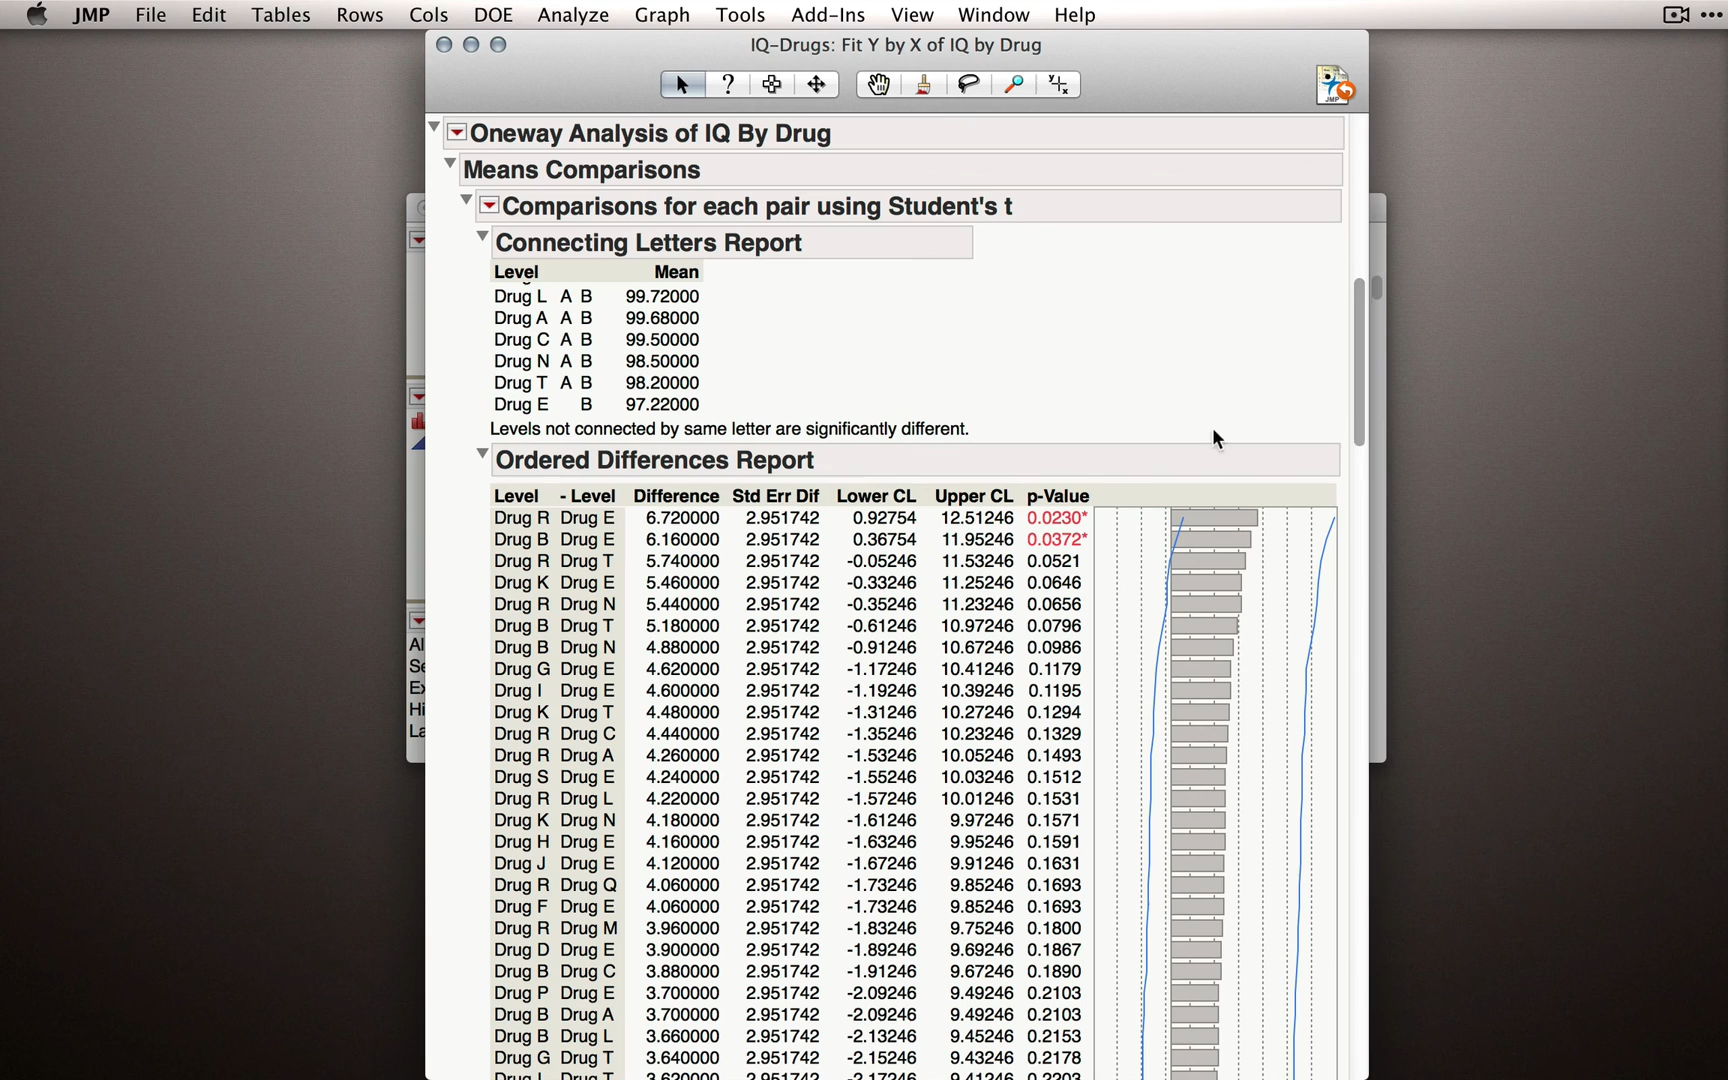 JMP File Edit Tables Rows Cols DOE Analyze Graph Tools Add-Ins View Window Help
IQ-Drugs: Fit Y by X of IQ by Drug
JMP
Oneway Analysis of IQ By Drug
Means Comparisons
Comparisons for each pair using Student's t
Connecting Letters Report
Level Mean
Drug L A B 99.72000
Drug A A B 99.68000
Drug C A B 99.50000
Drug N A B 98.50000
Drug T A B 98.20000
Drug E B 97.22000
Levels not connected by same letter are significantly different.
Ordered Differences Report
Level - Level Difference Std Err Dif Lower CL Upper CL p-Value
Drug R Drug E 6.720000 2.951742 0.92754 12.51246 0.0230*
Drug B Drug E 6.160000 2.951742 0.36754 11.95246 0.0372*
Drug R Drug T 5.740000 2.951742 -0.05246 11.53246 0.0521
Drug K Drug E 5.460000 2.951742 -0.33246 11.25246 0.0646
Drug R Drug N 5.440000 2.951742 -0.35246 11.23246 0.0656
Drug B Drug T 5.180000 2.951742 -0.61246 10.97246 0.0796
Drug B Drug N 4.880000 2.951742 -0.91246 10.67246 0.0986
Drug G Drug E 4.620000 2.951742 -1.17246 10.41246 0.1179
Drug I Drug E 4.600000 2.951742 -1.19246 10.39246 0.1195
Drug K Drug T 4.480000 2.951742 -1.31246 10.27246 0.1294
Drug R Drug C 4.440000 2.951742 -1.35246 10.23246 0.1329
Drug R Drug A 4.260000 2.951742 -1.53246 10.05246 0.1493
Drug S Drug E 4.240000 2.951742 -1.55246 10.03246 0.1512
Drug R Drug L 4.220000 2.951742 -1.57246 10.01246 0.1531
Drug K Drug N 4.180000 2.951742 -1.61246 9.97246 0.1571
Drug H Drug E 4.160000 2.951742 -1.63246 9.95246 0.1591
Drug J Drug E 4.120000 2.951742 -1.67246 9.91246 0.1631
Drug R Drug Q 4.060000 2.951742 -1.73246 9.85246 0.1693
Drug F Drug E 4.060000 2.951742 -1.73246 9.85246 0.1693
Drug R Drug M 3.960000 2.951742 -1.83246 9.75246 0.1800
Drug D Drug E 3.900000 2.951742 -1.89246 9.69246 0.1867
Drug B Drug C 3.880000 2.951742 -1.91246 9.67246 0.1890
Drug P Drug E 3.700000 2.951742 -2.09246 9.49246 0.2103
Drug B Drug A 3.700000 2.951742 -2.09246 9.49246 0.2103
Drug B Drug L 3.660000 2.951742 -2.13246 9.45246 0.2153
Drug G Drug T 3.640000 2.951742 -2.15246 9.43246 0.2178
Drug I Drug T 3.620000 2.951742 -2.17246 9.41246 0.2203